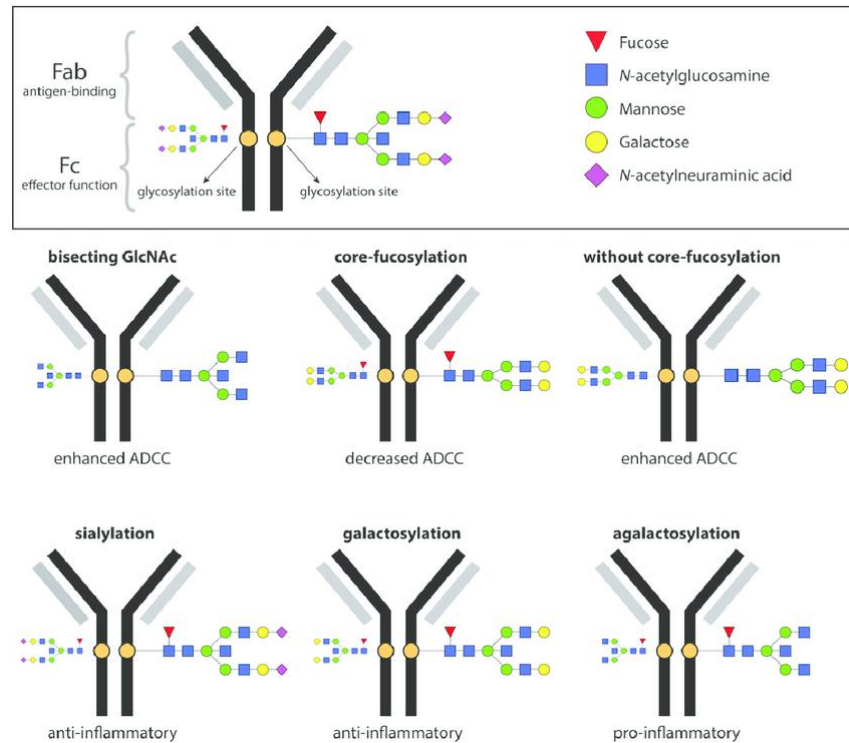 Fab
antigen-binding
Fc
effector function
glycosylation site
glycosylation site
Fucose
N-acetylglucosamine
Mannose
Galactose
N-acetylneuraminic acid
bisecting GlcNAc
core-fucosylation
without core-fucosylation
enhanced ADCC
decreased ADCC
enhanced ADCC
sialylation
galactosylation
agalactosylation
anti-inflammatory
anti-inflammatory
pro-inflammatory